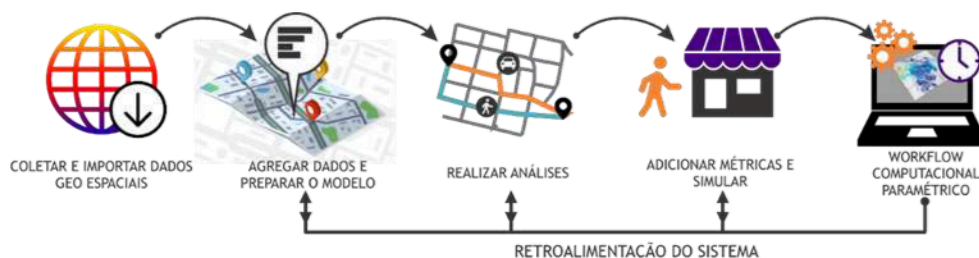 COLETAR E IMPORTAR DADOS
GEO ESPACIAIS
AGREGAR DADOS E
PREPARAR O MODELO
REALIZAR ANÁLISES
ADICIONAR MÉTRICAS E
SIMULAR
WORKFLOW
COMPUTACIONAL
PARAMÉTRICO
RETROALIMENTAÇÃO DO SISTEMA